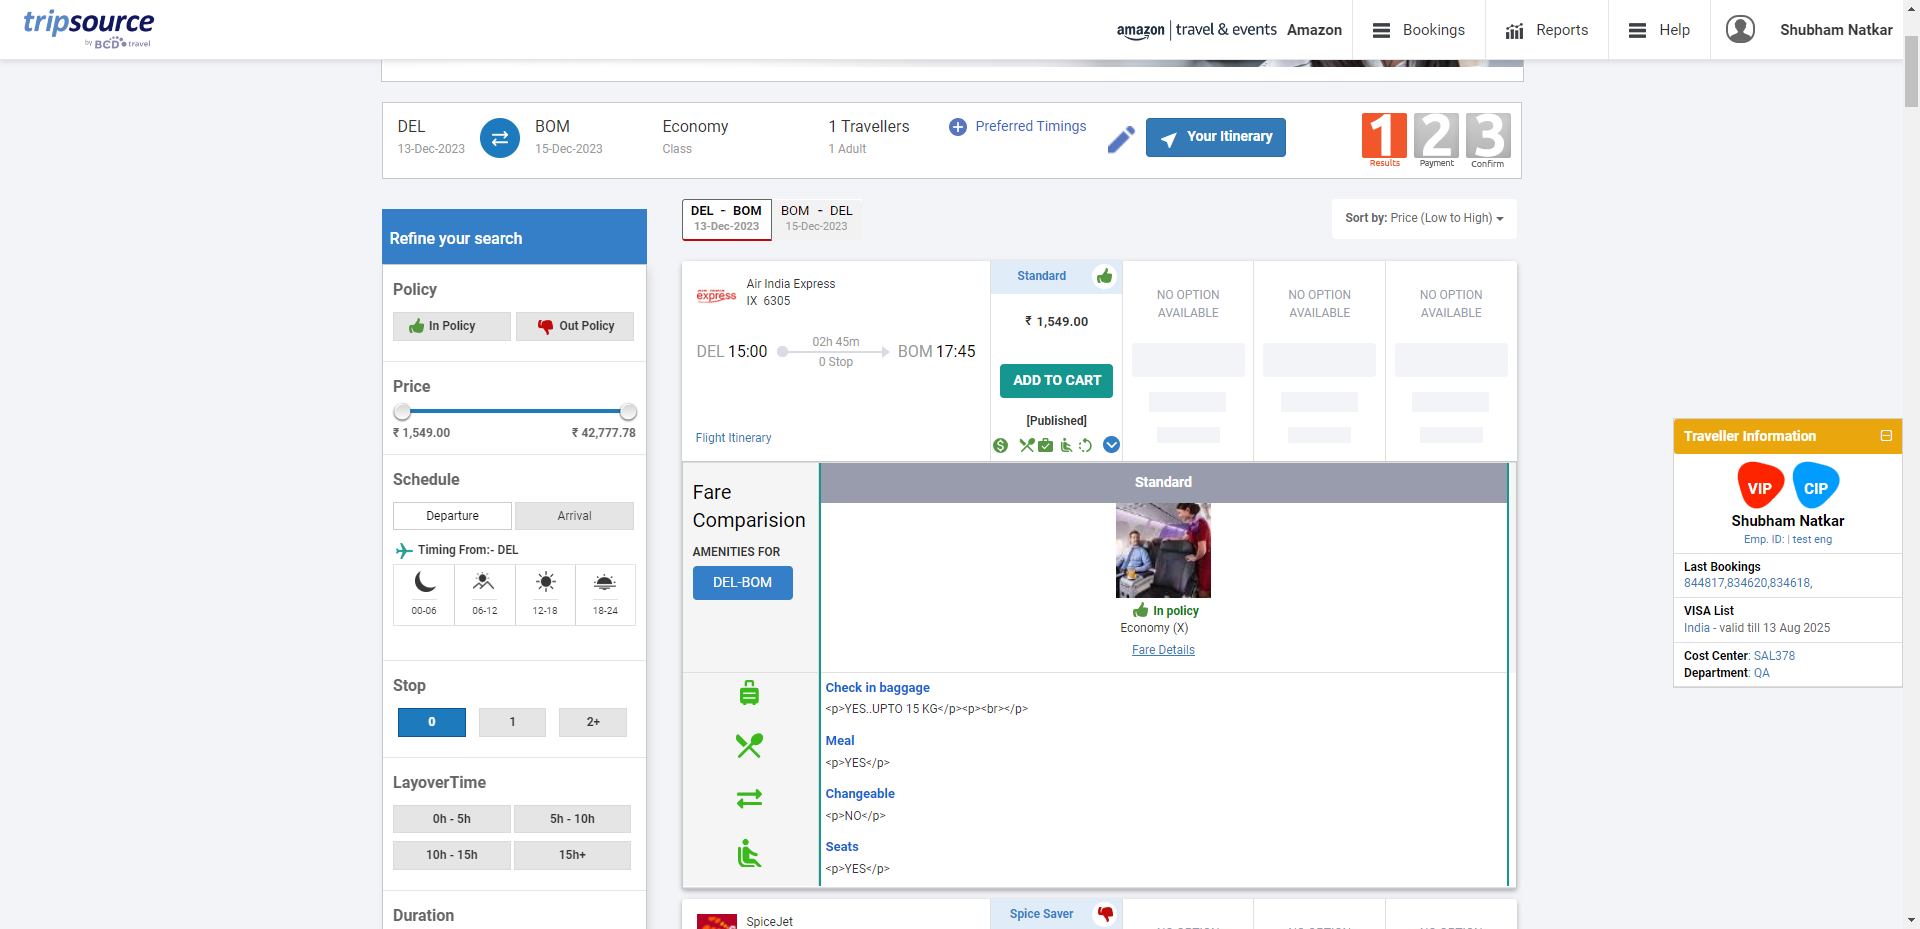 tripsource
by BCD travel
amazon | travel & events Amazon
Bookings
Reports
Help
Shubham Natkar
DEL
13-Dec-2023
BOM
15-Dec-2023
Economy
Class
1 Travellers
1 Adult
Preferred Timings
Your Itinerary
1 2 3
Results Payment Confirm
Refine your search
Policy
In Policy
Out Policy
Price
₹ 1,549.00
₹ 42,777.78
Schedule
Departure
Arrival
Timing From:- DEL
00-06
06-12
12-18
18-24
Stop
0
1
2+
LayoverTime
0h - 5h
5h - 10h
10h - 15h
15h+
Duration
DEL - BOM
13-Dec-2023
BOM - DEL
15-Dec-2023
Sort by: Price (Low to High)
express
Air India Express
IX 6305
DEL 15:00
02h 45m
0 Stop
BOM 17:45
Flight Itinerary
Standard
₹ 1,549.00
ADD TO CART
[Published]
NO OPTION
AVAILABLE
NO OPTION
AVAILABLE
NO OPTION
AVAILABLE
Fare
Comparision
AMENITIES FOR
DEL-BOM
Standard
In policy
Economy (X)
Fare Details
Check in baggage
<p>YES..UPTO 15 KG</p><p><br></p>
Meal
<p>YES</p>
Changeable
<p>NO</p>
Seats
<p>YES</p>
SpiceJet
Spice Saver
Traveller Information
VIP
CIP
Shubham Natkar
Emp. ID: | test eng
Last Bookings
844817,834620,834618,
VISA List
India - valid till 13 Aug 2025
Cost Center: SAL378
Department: QA